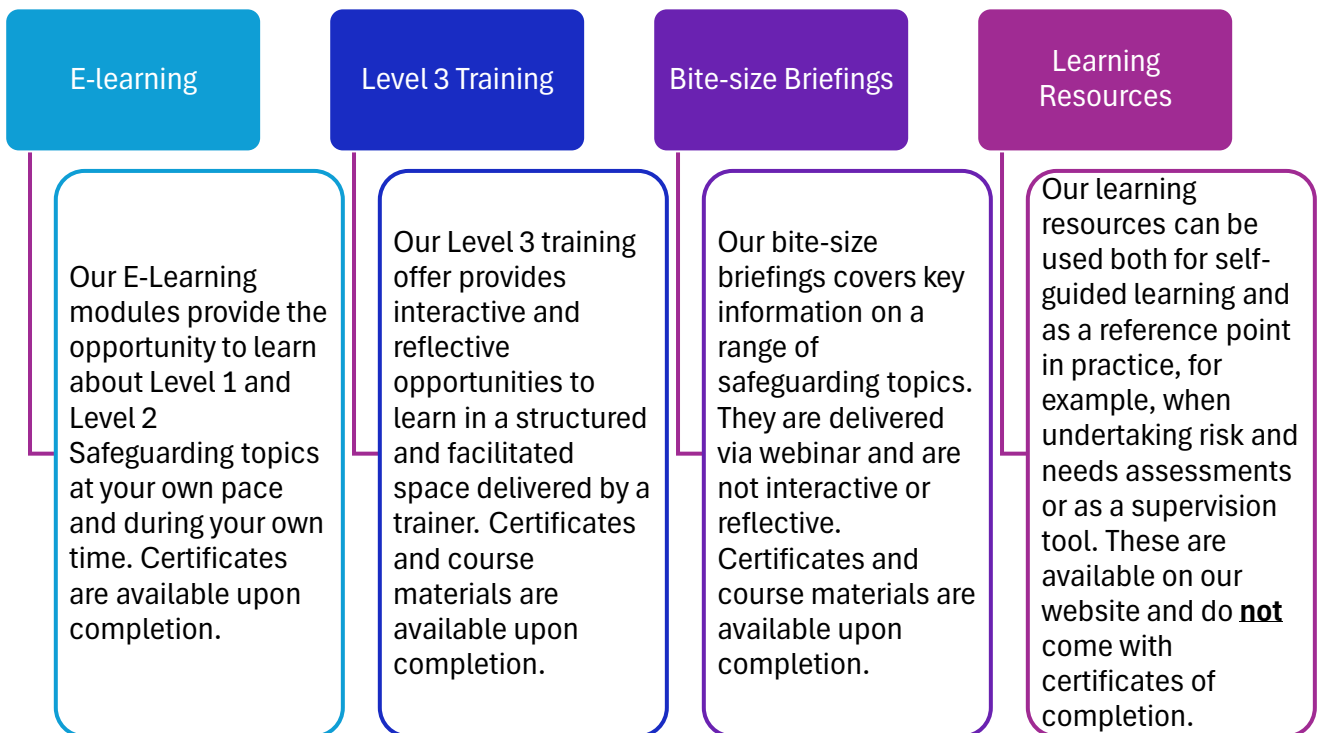 E-learning
Our E-Learning
modules provide the
opportunity to learn
about Level 1 and
Level 2
Safeguarding topics
at your own pace
and during your own
time. Certificates
are available upon
completion.
Level 3 Training
Our Level 3 training
offer provides
interactive and
reflective
opportunities to
learn in a structured
and facilitated
space delivered by a
trainer. Certificates
and course
materials are
available upon
completion.
Bite-size Briefings
Our bite-size
briefings covers key
information on a
range of
safeguarding topics.
They are delivered
via webinar and are
not interactive or
reflective.
Certificates and
course materials are
available upon
completion.
Learning
Resources
Our learning
resources can be
used both for self-
guided learning and
as a reference point
in practice, for
example, when
undertaking risk and
needs assessments
or as a supervision
tool. These are
available on our
website and do not
come with
certificates of
completion.